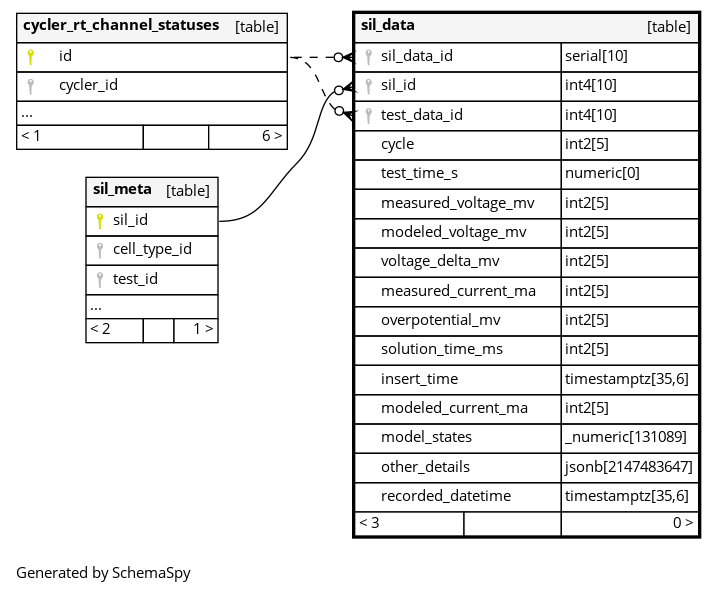 cycler_rt_channel_statuses [table]
id
cycler_id
...
< 1 6 >
sil_meta [table]
sil_id
cell_type_id
test_id
...
< 2 1 >
sil_data [table]
sil_data_id serial[10]
sil_id int4[10]
test_data_id int4[10]
cycle int2[5]
test_time_s numeric[0]
measured_voltage_mv int2[5]
modeled_voltage_mv int2[5]
voltage_delta_mv int2[5]
measured_current_ma int2[5]
overpotential_mv int2[5]
solution_time_ms int2[5]
insert_time timestamptz[35,6]
modeled_current_ma int2[5]
model_states _numeric[131089]
other_details jsonb[2147483647]
recorded_datetime timestamptz[35,6]
< 3 0 >
Generated by SchemaSpy